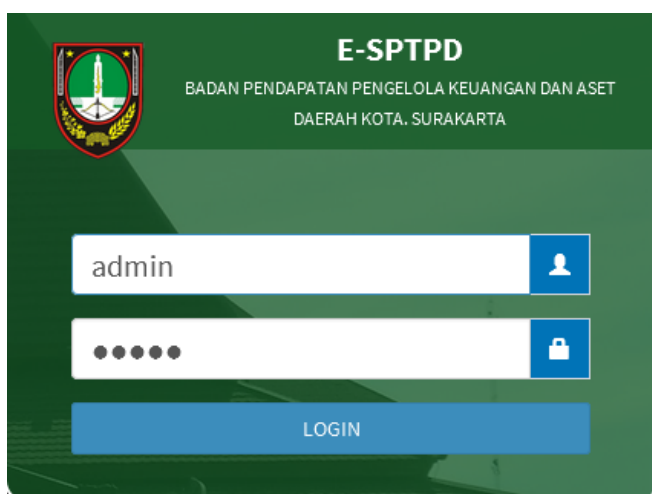 E-SPTPD
BADAN PENDAPATAN PENGELOLA KEUANGAN DAN ASET
DAERAH KOTA. SURAKARTA
admin
●●●●●
LOGIN